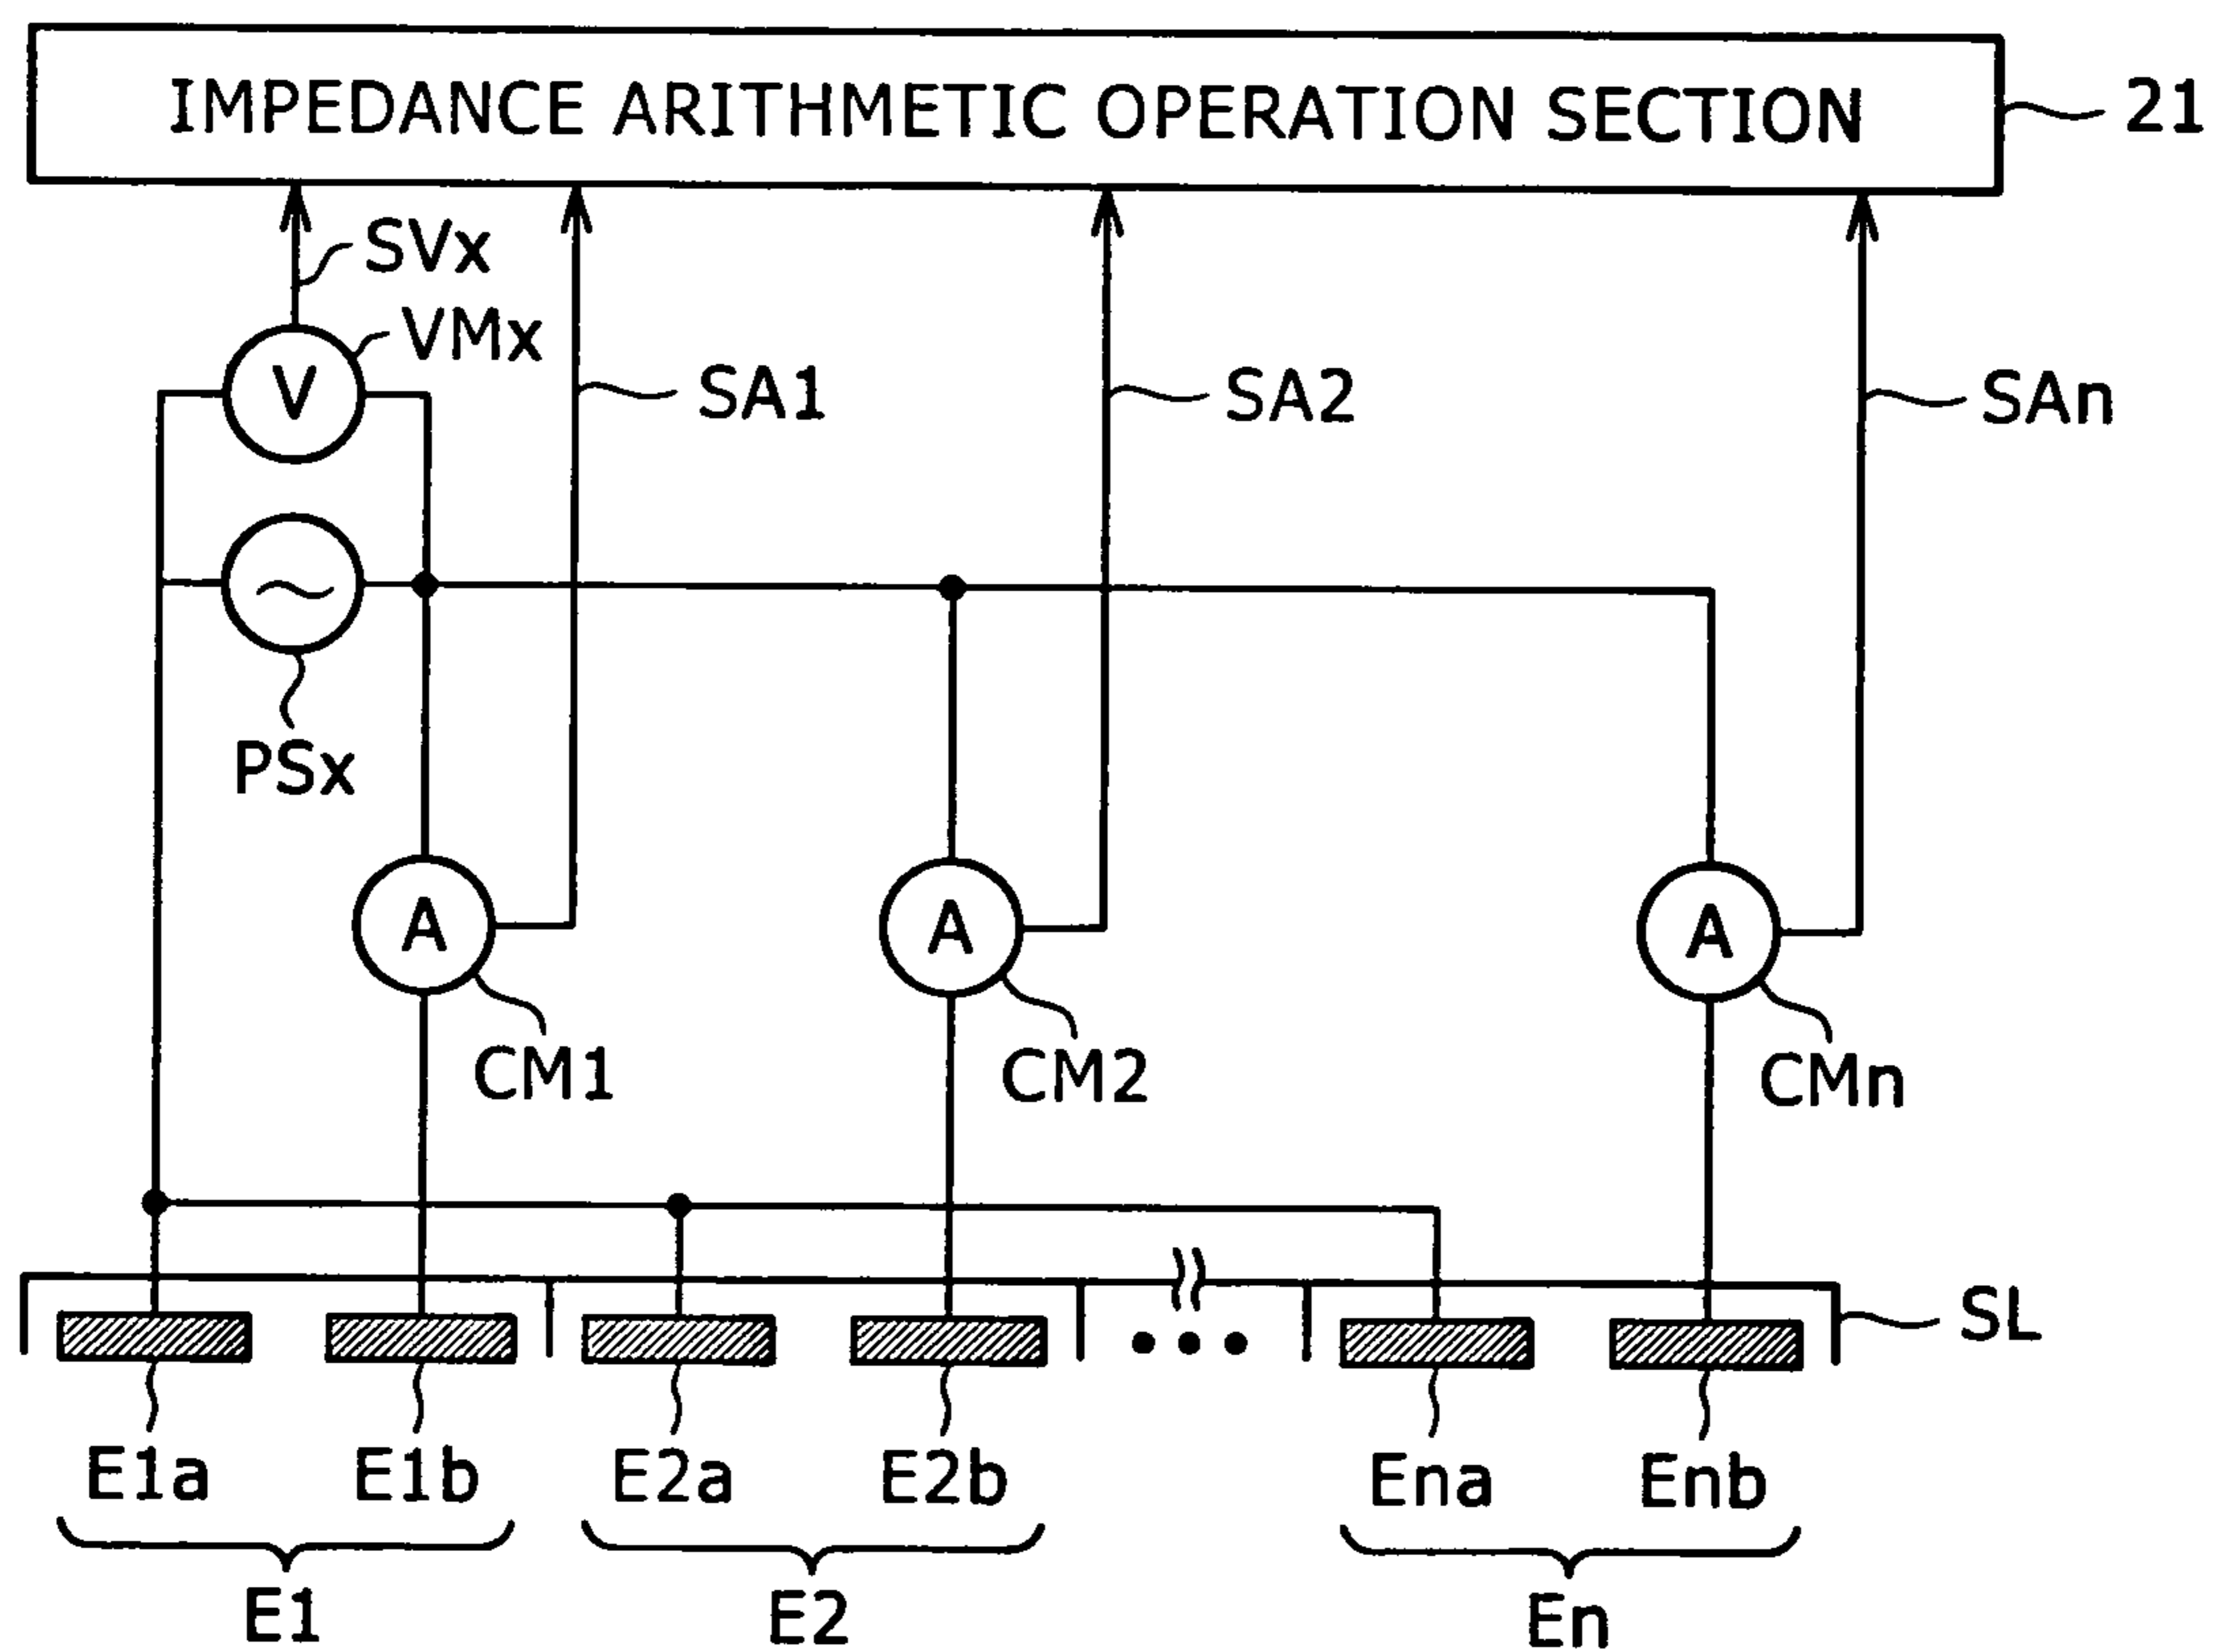 IMPEDANCE ARITHMETIC OPERATION SECTION
21
SVx
VMx
V
SA1
SA2
SAn
PSx
A
A
A
CM1
CM2
CMn
SL
E1a
E1b
E2a
E2b
Ena
Enb
E1
E2
En